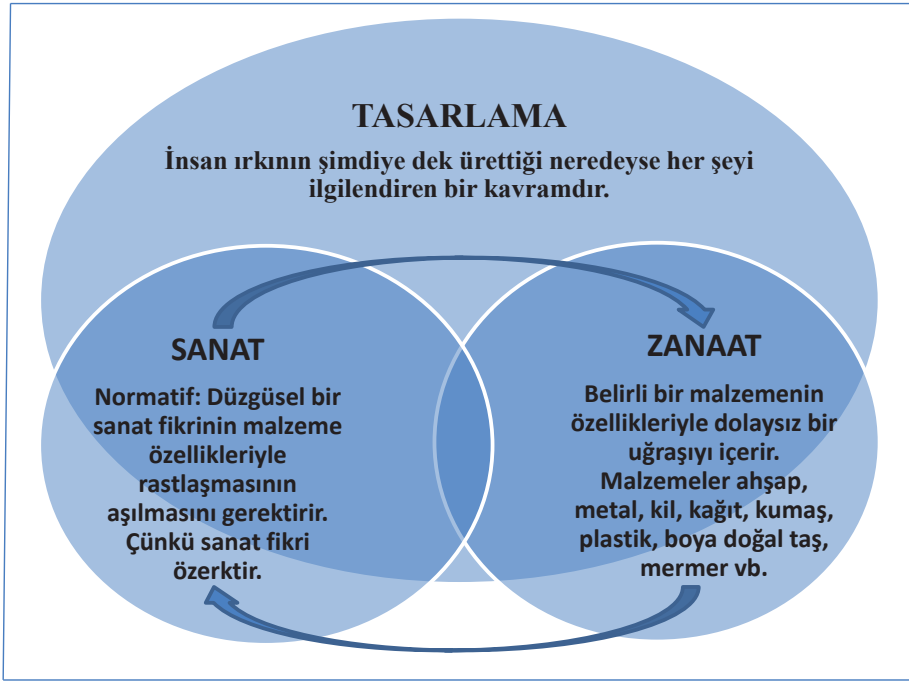 TASARLAMA
İnsan ırkının şimdiye dek ürettiği neredeyse her şeyi
ilgilendiren bir kavramdır.
SANAT
Normatif: Düzgüsel bir
sanat fikrinin malzeme
özellikleriyle
rastlaşmasının
aşılmasını gerektirir.
Çünkü sanat fikri
özerktir.
ZANAAT
Belirli bir malzemenin
özellikleriyle dolaysız bir
uğraşıyı içerir.
Malzemeler ahşap,
metal, kil, kağıt, kumaş,
plastik, boya doğal taş,
mermer vb.